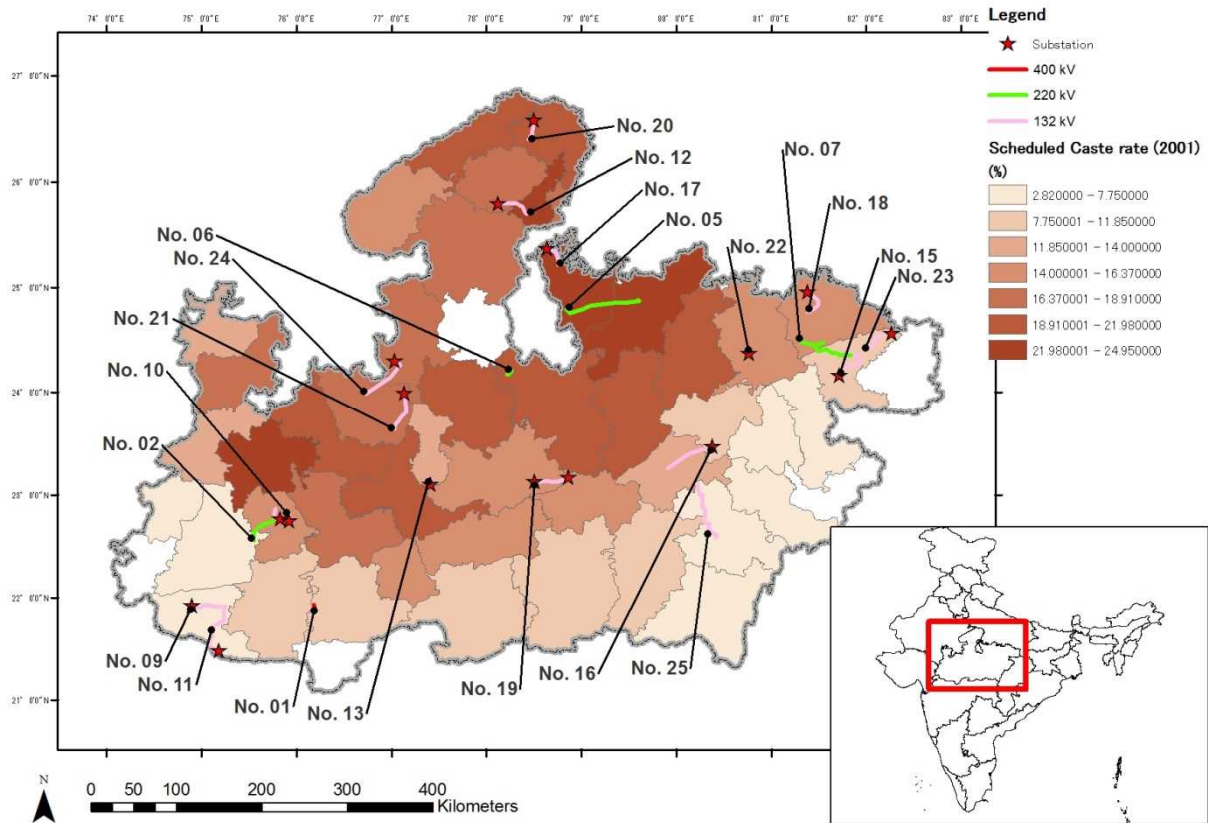 74° 0'0"E 75° 0'0"E 76° 0'0"E 77° 0'0"E 78° 0'0"E 79° 0'0"E 80° 0'0"E 81° 0'0"E 82° 0'0"E 83° 0'0"E
27° 0'0"N
26° 0'0"N
25° 0'0"N
24° 0'0"N
23° 0'0"N
22° 0'0"N
21° 0'0"N
Legend
Substation
400 kV
220 kV
132 kV
Scheduled Caste rate (2001)
(%)
2.820000 – 7.750000
7.750001 – 11.850000
11.850001 – 14.000000
14.000001 – 16.370000
16.370001 – 18.910000
18.910001 – 21.980000
21.980001 – 24.950000
No. 20
No. 12
No. 07
No. 17
No. 18
No. 05
No. 06
No. 22
No. 15
No. 24
No. 23
No. 21
No. 10
No. 02
No. 09
No. 11
No. 01
No. 13
No. 19
No. 16
No. 25
N
0 50 100 200 300 400
Kilometers